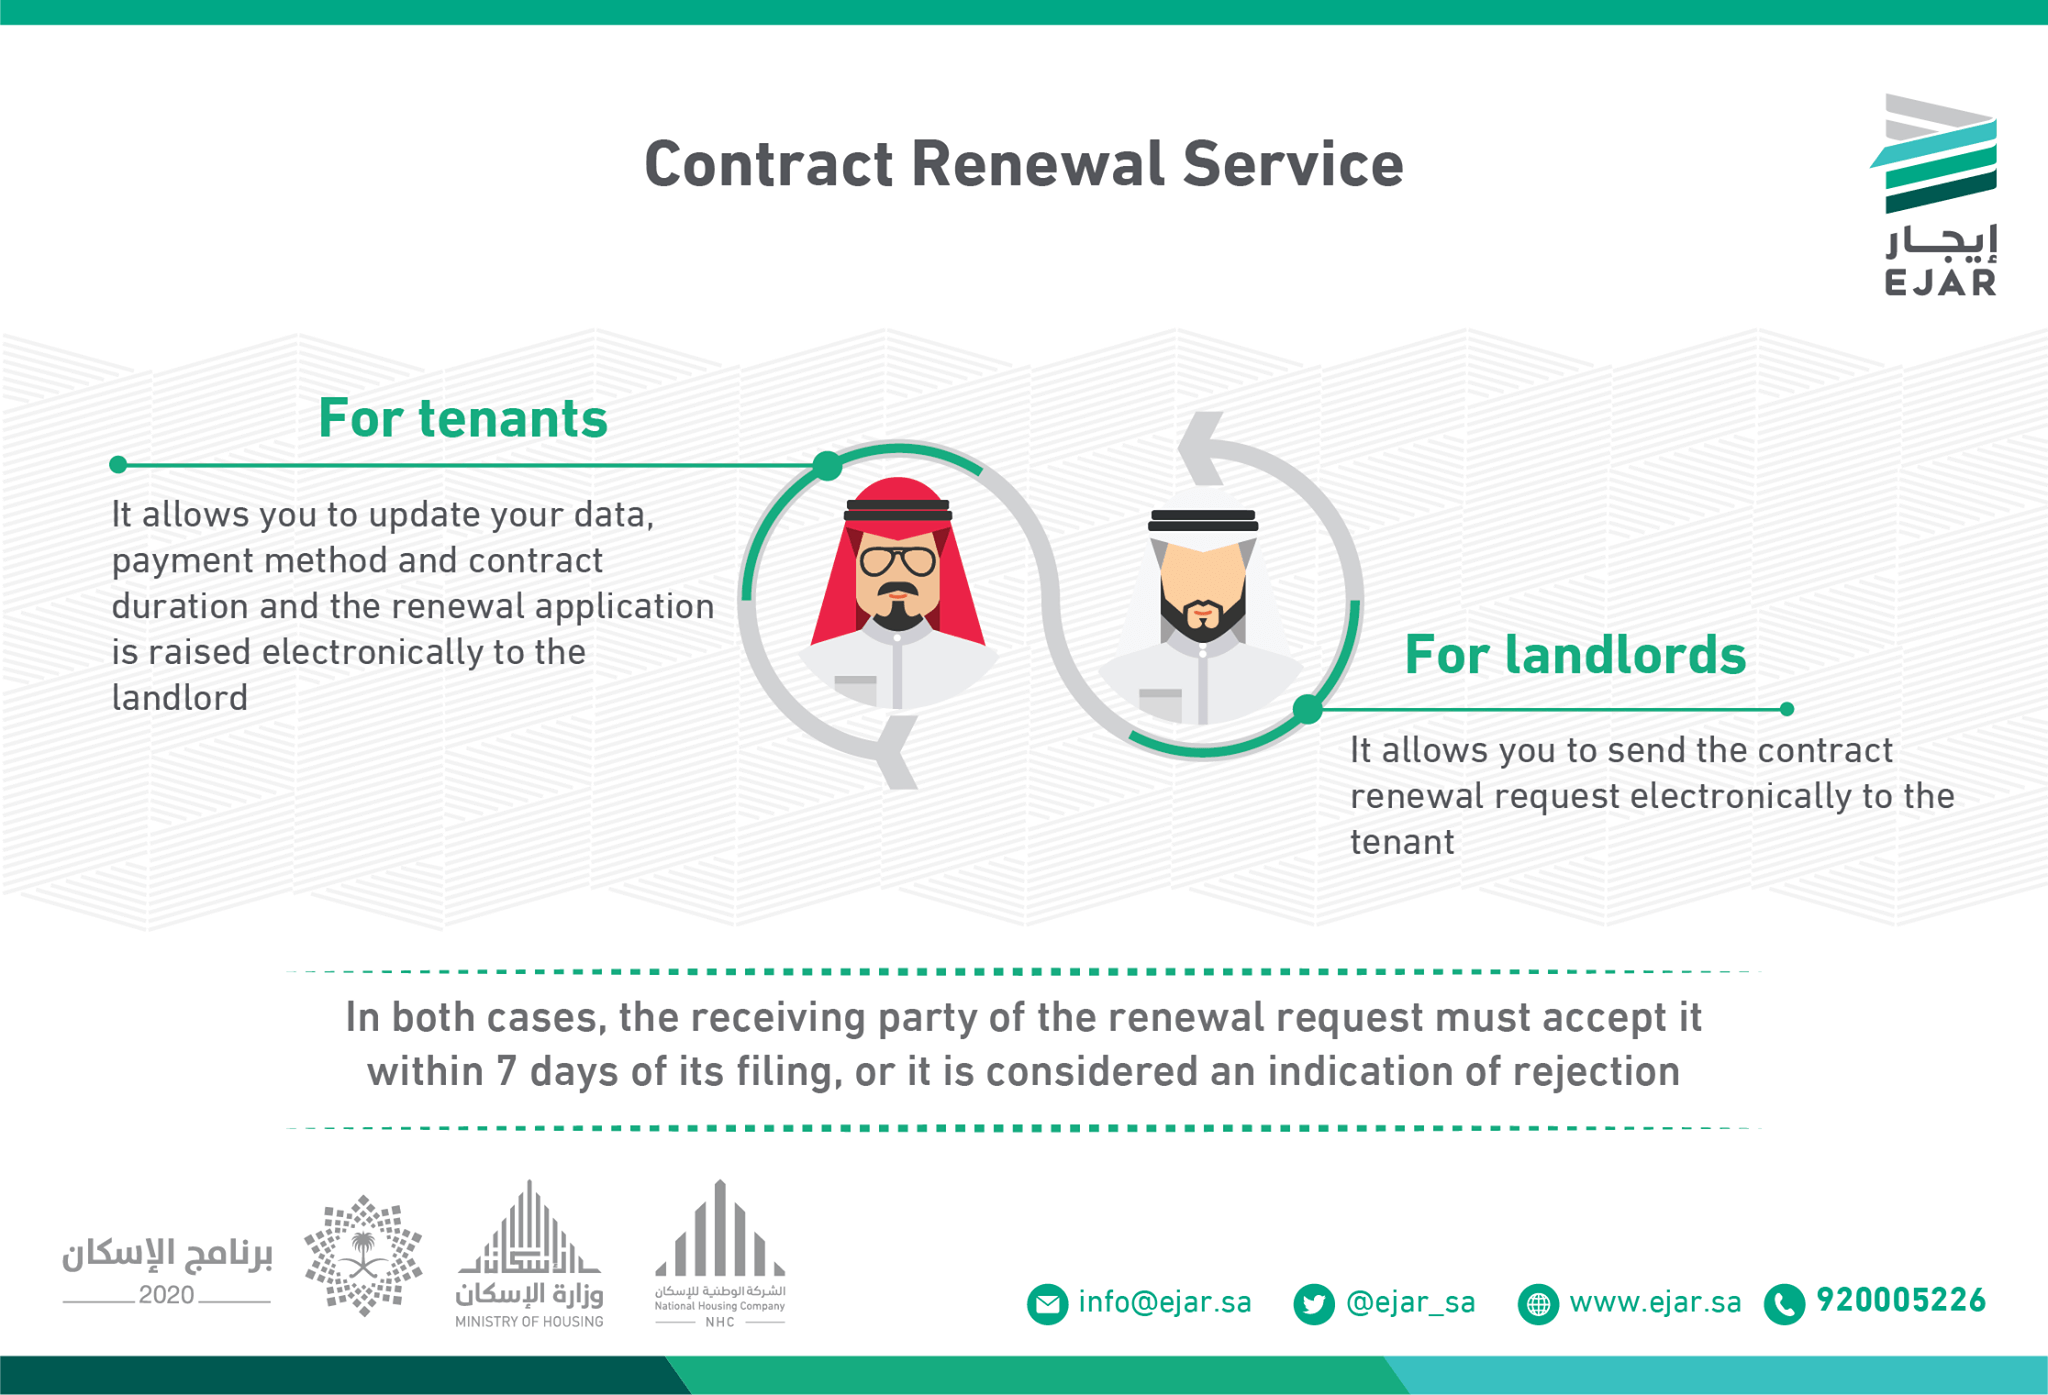 Contract Renewal Service
إيجار
EJAR
For tenants
It allows you to update your data,
payment method and contract
duration and the renewal application
is raised electronically to the
landlord
For landlords
It allows you to send the contract
renewal request electronically to the
tenant
In both cases, the receiving party of the renewal request must accept it
within 7 days of its filing, or it is considered an indication of rejection
برنامج الإسكان
2020
الإسكان
وزارة الإسكان
MINISTRY OF HOUSING
الشركة الوطنية للإسكان
National Housing Company
NHC
info@ejar.sa
@ejar_sa
www.ejar.sa
920005226